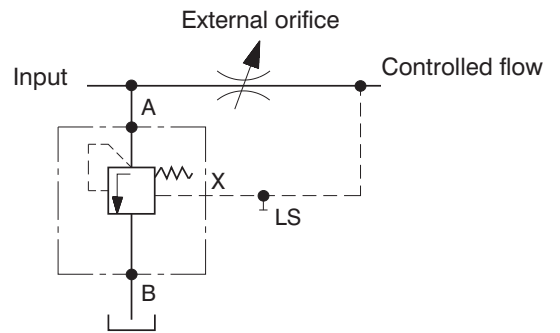 External orifice
Input
Controlled flow
A
X
LS
B